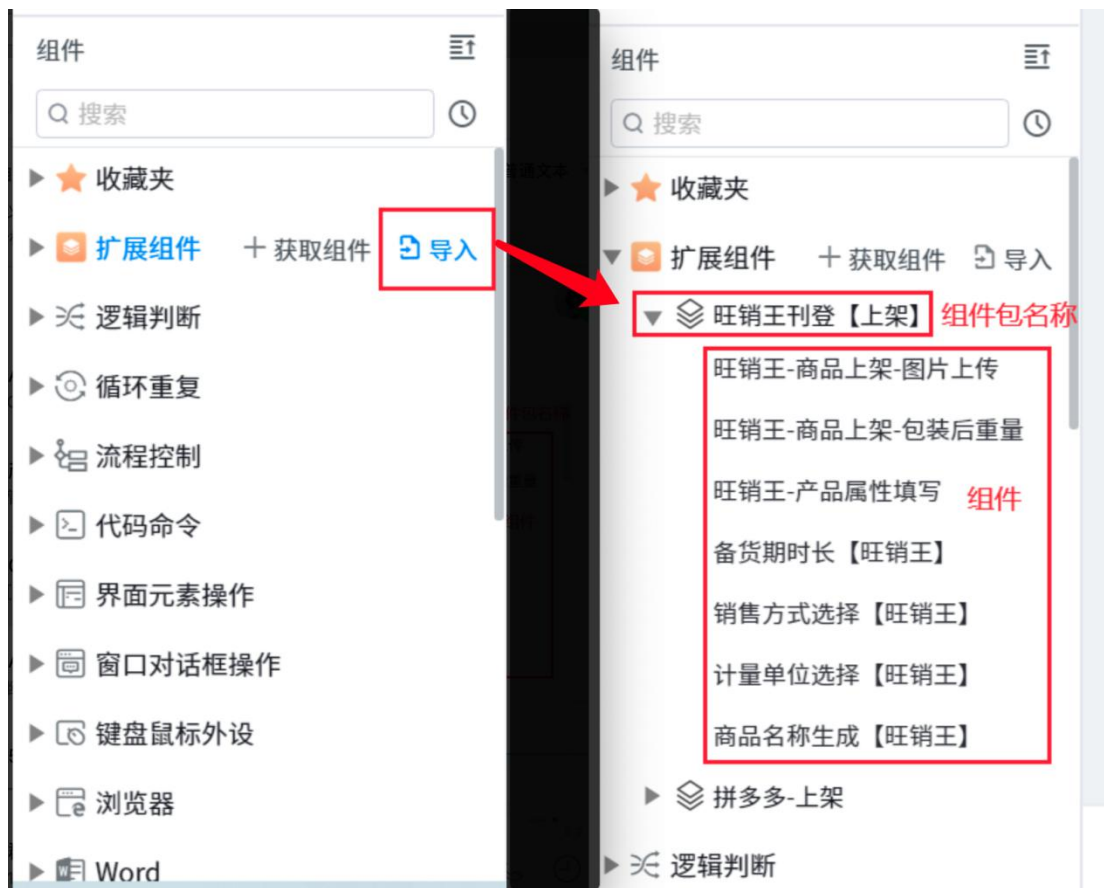 组件
搜索
收藏夹
扩展组件 获取组件 导入
逻辑判断
循环重复
流程控制
代码命令
界面元素操作
窗口对话框操作
键盘鼠标外设
浏览器
Word
组件
搜索
收藏夹
扩展组件 获取组件 导入
旺销王刊登【上架】 组件包名称
旺销王-商品上架-图片上传
旺销王-商品上架-包装后重量
旺销王-产品属性填写
组件
备货期时长【旺销王】
销售方式选择【旺销王】
计量单位选择【旺销王】
商品名称生成【旺销王】
拼多多-上架
逻辑判断